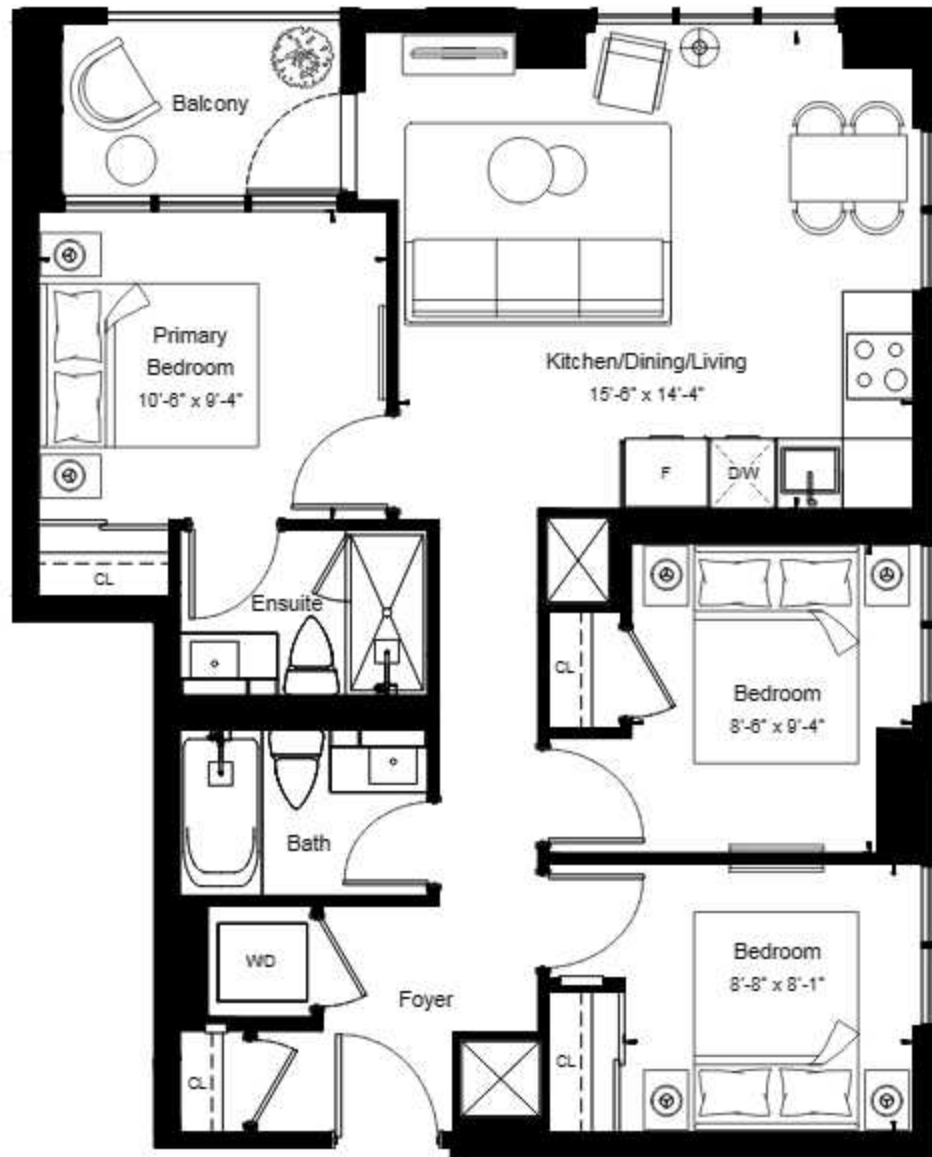 Balcony
Primary
Bedroom
10'-6" x 9'-4"
Kitchen/Dining/Living
15'-6" x 14'-4"
F
D/W
CL
Ensuite
CL
Bedroom
8'-6" x 9'-4"
Bath
WD
Foyer
Bedroom
8'-8" x 8'-1"
CL
CL